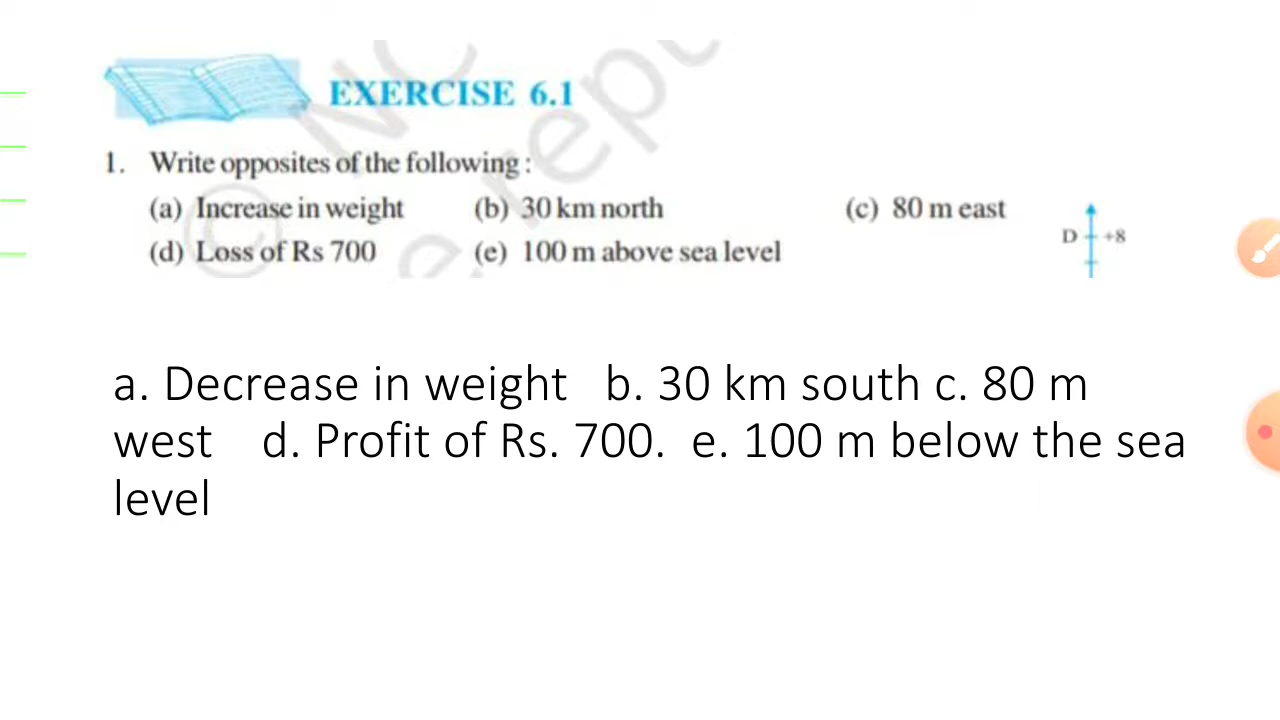 EXERCISE 6.1
1. Write opposites of the following :
(a) Increase in weight (b) 30 km north (c) 80 m east
(d) Loss of Rs 700 (e) 100 m above sea level
D +8
a. Decrease in weight b. 30 km south c. 80 m
west d. Profit of Rs. 700. e. 100 m below the sea
level